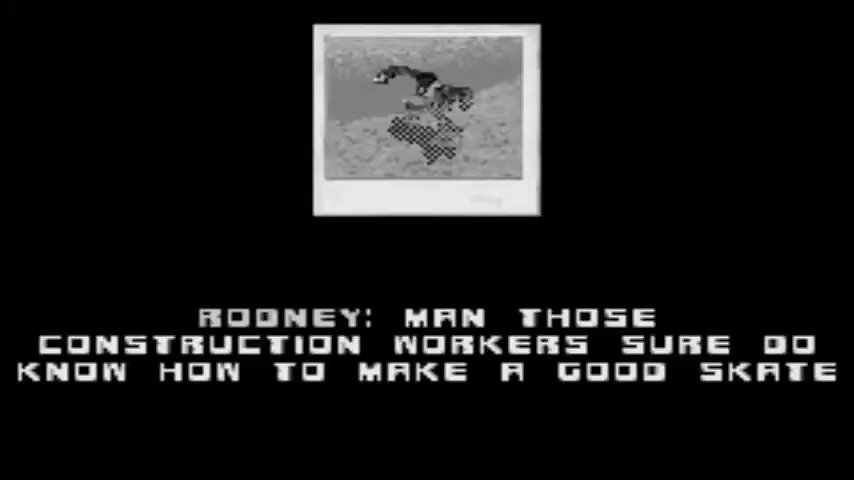 RODNEY: MAN THOSE
CONSTRUCTION WORKERS SURE DO
KNOW HOW TO MAKE A GOOD SKATE